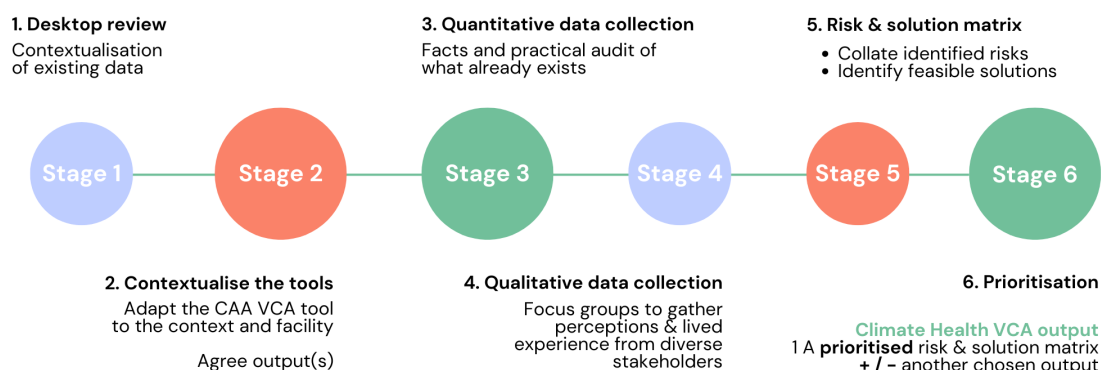 1. Desktop review
Contextualisation
of existing data
3. Quantitative data collection
Facts and practical audit of
what already exists
5. Risk & solution matrix
• Collate identified risks
• Identify feasible solutions
Stage 1
Stage 2
Stage 3
Stage 4
Stage 5
Stage 6
2. Contextualise the tools
Adapt the CAA VCA tool
to the context and facility
Agree output(s)
4. Qualitative data collection
Focus groups to gather
perceptions & lived
experience from diverse
stakeholders
6. Prioritisation
Climate Health VCA output
1 A prioritised risk & solution matrix
+ / – another chosen output